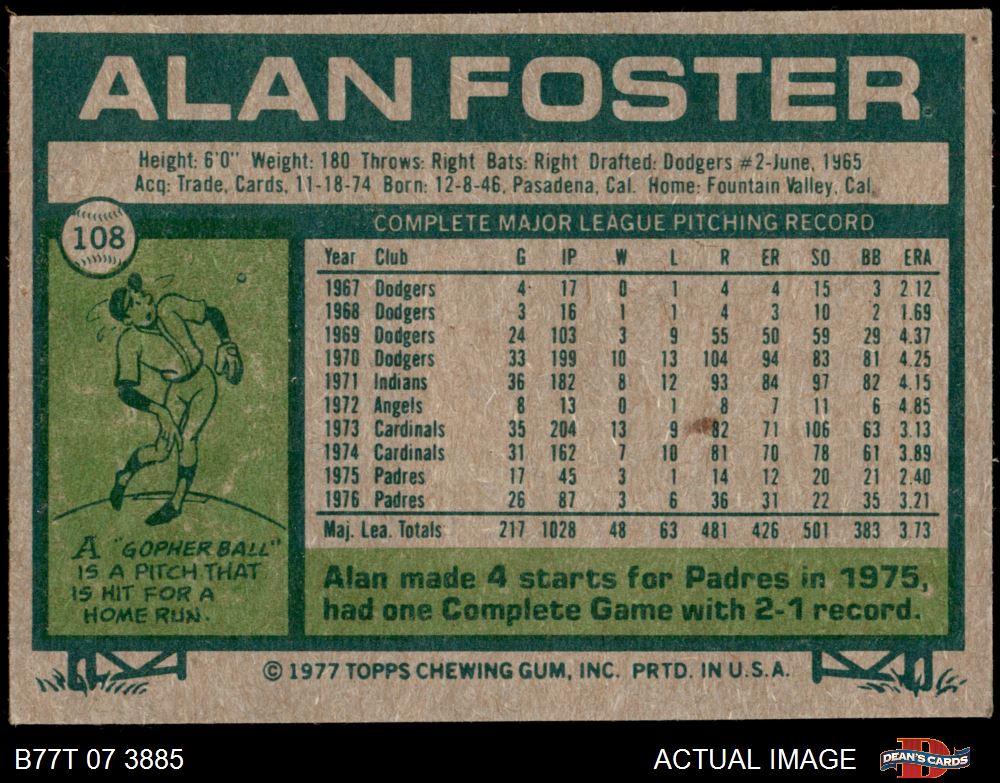 ALAN FOSTER
Height: 6'0" Weight: 180 Throws: Right Bats: Right Drafted: Dodgers #2-June, 1965
Acq: Trade, Cards, 11-18-74 Born: 12-8-46, Pasadena, Cal. Home: Fountain Valley, Cal.
108
COMPLETE MAJOR LEAGUE PITCHING RECORD
Year Club G IP W L R ER SO BB ERA
1967 Dodgers 4 17 0 1 4 4 15 3 2.12
1968 Dodgers 3 16 1 1 4 3 10 2 1.69
1969 Dodgers 24 103 3 9 55 50 59 29 4.37
1970 Dodgers 33 199 10 13 104 94 83 81 4.25
1971 Indians 36 182 8 12 93 84 97 82 4.15
1972 Angels 8 13 0 1 8 7 11 6 4.85
1973 Cardinals 35 204 13 9 82 71 106 63 3.13
1974 Cardinals 31 162 7 10 81 70 78 61 3.89
1975 Padres 17 45 3 1 14 12 20 21 2.40
1976 Padres 26 87 3 6 36 31 22 35 3.21
Maj. Lea. Totals 217 1028 48 63 481 426 501 383 3.73
A "GOPHER BALL"
IS A PITCH THAT
IS HIT FOR A
HOME RUN.
Alan made 4 starts for Padres in 1975,
had one Complete Game with 2-1 record.
© 1977 TOPPS CHEWING GUM, INC. PRTD. IN U.S.A.
B77T 07 3885
ACTUAL IMAGE
DEAN'S CARDS